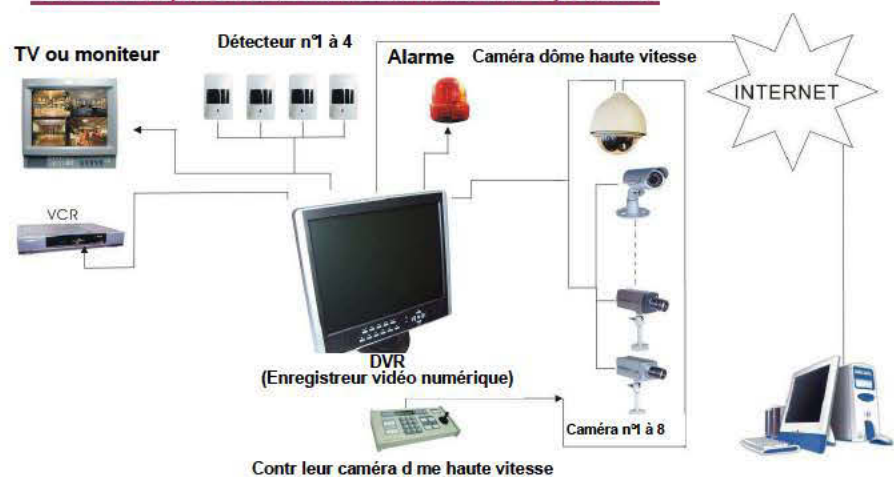 TV ou moniteur
Détecteur n°1 à 4
Alarme
Caméra dôme haute vitesse
INTERNET
VCR
DVR
(Enregistreur vidéo numérique)
Caméra n°1 à 8
Contr leur caméra d me haute vitesse